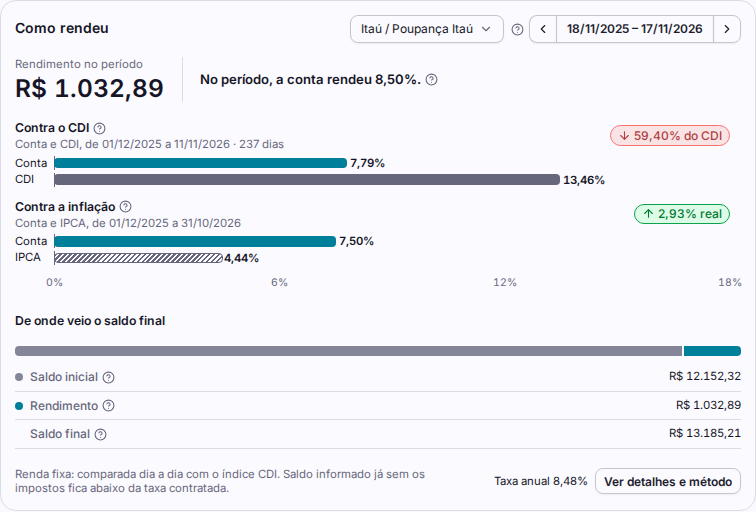 Como rendeu
Itaú / Poupança Itaú
18/11/2025 – 17/11/2026
Rendimento no período
R$ 1.032,89
No período, a conta rendeu 8,50%.
Contra o CDI
59,40% do CDI
Conta e CDI, de 01/12/2025 a 11/11/2026 · 237 dias
Conta 7,79%
CDI 13,46%
Contra a inflação
2,93% real
Conta e IPCA, de 01/12/2025 a 31/10/2026
Conta 7,50%
IPCA 4,44%
0% 6% 12% 18%
De onde veio o saldo final
Saldo inicial R$ 12.152,32
Rendimento R$ 1.032,89
Saldo final R$ 13.185,21
Renda fixa: comparada dia a dia com o índice CDI. Saldo informado já sem os
impostos fica abaixo da taxa contratada.
Taxa anual 8,48%
Ver detalhes e método